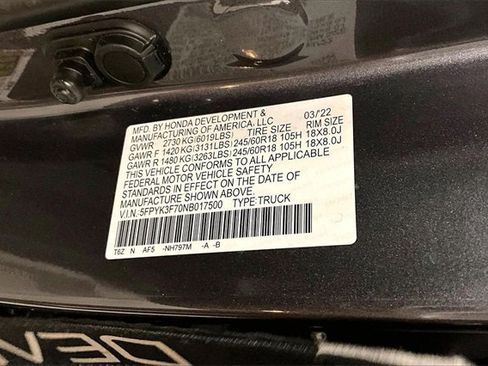 MFD. BY HONDA DEVELOPMENT & 03/'22
MANUFACTURING OF AMERICA, LLC TIRE SIZE RIM SIZE
GVWR 2730 KG(6019LBS)
GAWR F 1420 KG(3131LBS) 245/60R18 105H 18X8.0J
GAWR R 1480 KG(3263LBS) 245/60R18 105H 18X8.0J
THIS VEHICLE CONFORMS TO ALL APPLICABLE
FEDERAL MOTOR VEHICLE SAFETY
STANDARDS IN EFFECT ON THE DATE OF
MANUFACTURE SHOWN ABOVE.
V.I.N.:5FPYK3F70NB017500 TYPE:TRUCK
T6Z N AF5 -NH797M -A -B